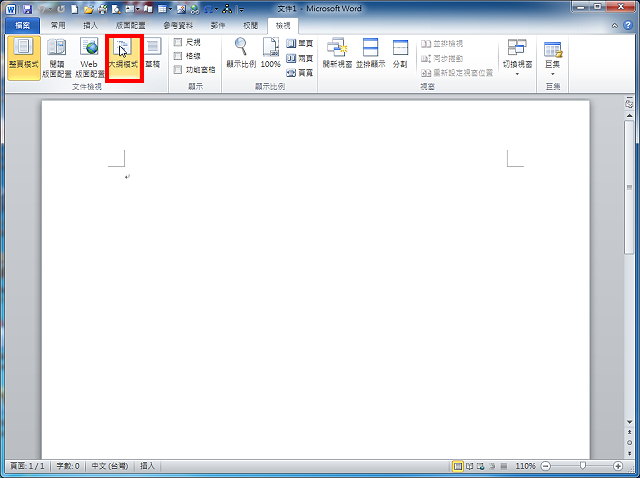 文件1 - Microsoft Word
檔案 常用 插入 版面配置 參考資料 郵件 校閱 檢視
整頁模式 閱讀版面配置 Web版面配置 大綱模式 草稿
文件檢視
尺規
格線
功能窗格
顯示
顯示比例 100%
單頁
兩頁
頁寬
顯示比例
開新視窗 並排顯示 分割
並排檢視
同步捲動
重新設定視窗位置
切換視窗
視窗
巨集
巨集
頁面: 1 / 1 字數: 0 中文 (台灣) 插入 110%